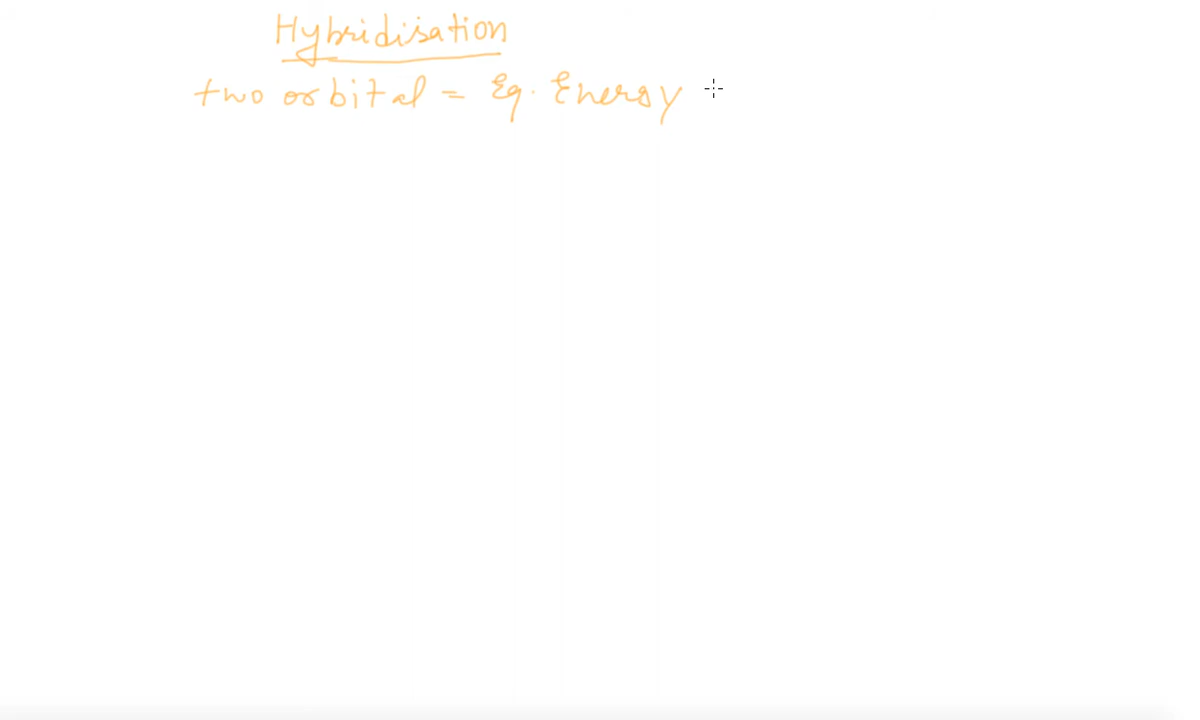 Hybridisation
two orbital = Eq. Energy